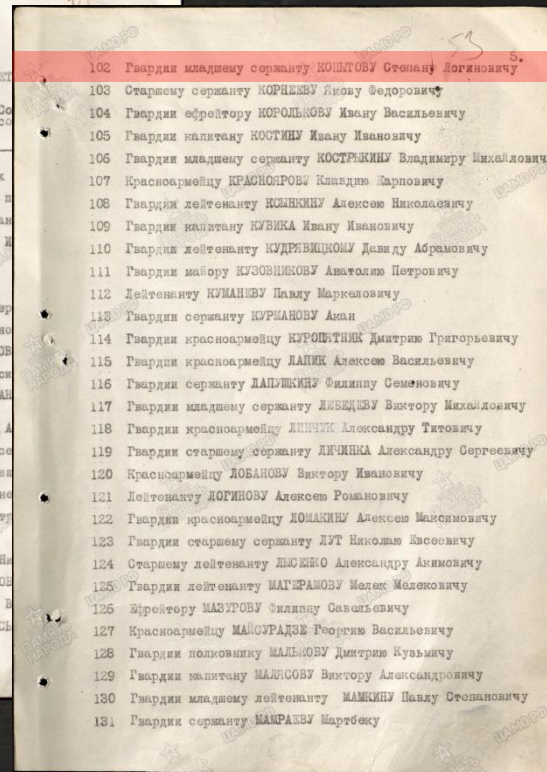 53
5.
102 Гвардии младшему сержанту КОПЫТОВУ Степану Логиновичу
103 Старшему сержанту КОРНЕЕВУ Якову Федоровичу
104 Гвардии ефрейтору КОРОЛЬКОВУ Ивану Васильевичу
105 Гвардии капитану КОСТИНУ Ивану Ивановичу
106 Гвардии младшему сержанту КОСТРЫКИНУ Владимиру Михайлович
107 Красноармейцу КРАСНОЯРОВУ Клавдию Карповичу
108 Гвардии лейтенанту КСЫНКИНУ Алексею Николаевичу
109 Гвардии капитану КУБИКА Ивану Ивановичу
110 Гвардии лейтенанту КУДРЯВИЦКОМУ Давиду Абрамовичу
111 Гвардии майору КУЗОВНИКОВУ Анатолию Петровичу
112 Лейтенанту КУМАНЕВУ Павлу Маркеловичу
113 Гвардии сержанту КУРМАНОВУ Акан
114 Гвардии красноармейцу КУРОПЯТНИК Дмитрию Григорьевичу
115 Гвардии красноармейцу ЛАПИК Алексею Васильевичу
116 Гвардии сержанту ЛАПУШКИНУ Филиппу Семеновичу
117 Гвардии младшему сержанту ЛЕБЕДЕВУ Виктору Михайловичу
118 Гвардии красноармейцу ЛИНЧУК Александру Титовичу
119 Гвардии старшему сержанту ЛИЧИНКА Александру Сергеевичу
120 Красноармейцу ЛОБАКОВУ Виктору Ивановичу
121 Лейтенанту ЛОГИНОВУ Алексею Романовичу
122 Гвардии красноармейцу ЛОМАКИНУ Алексею Максимовичу
123 Гвардии старшему сержанту ЛУТ Николаю Евсеевичу
124 Старшему лейтенанту ЛЫСЕНКО Александру Акимовичу
125 Гвардии лейтенанту МАГЕРАМОВУ Мелек Мелековичу
126 Ефрейтору МАЗУРОВУ Филиппу Савельевичу
127 Красноармейцу МАЙСУРАДЗЕ Георгию Васильевичу
128 Гвардии полковнику МАЛЬКОВУ Дмитрию Кузьмичу
129 Гвардии капитану МАЛЯСОВУ Виктору Александровичу
130 Гвардии младшему лейтенанту МАМКИНУ Павлу Степановичу
131 Гвардии сержанту МАМРАЕВУ Мартбеку